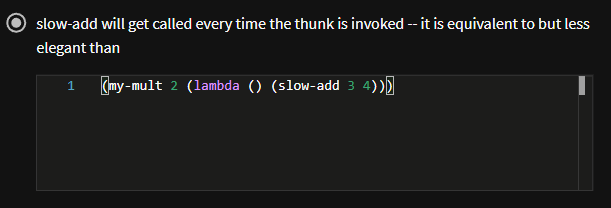 slow-add will get called every time the thunk is invoked -- it is equivalent to but less
elegant than
1 (my-mult 2 (lambda () (slow-add 3 4)))